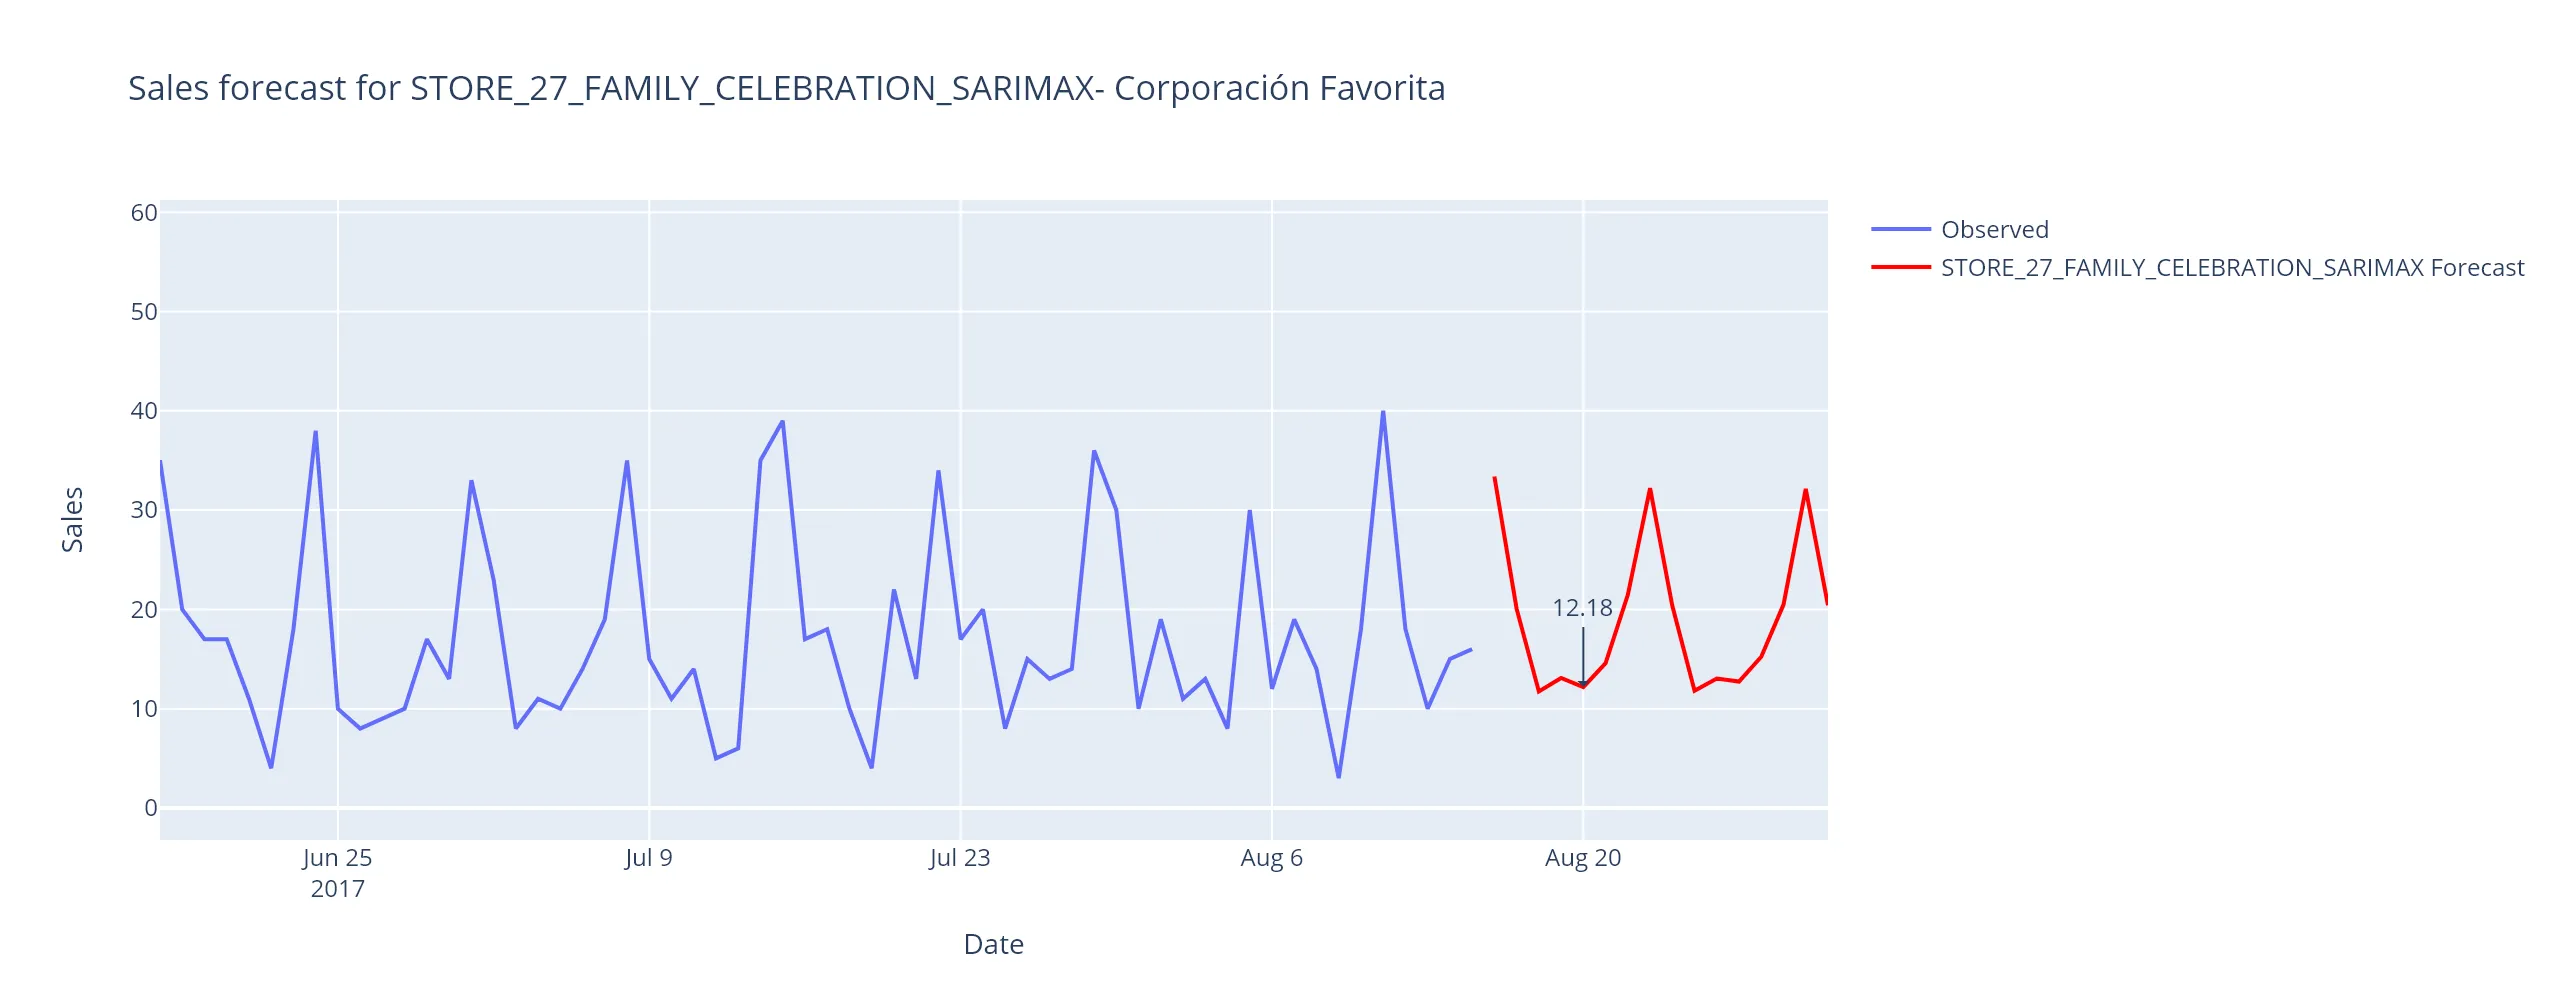 Sales forecast for STORE_27_FAMILY_CELEBRATION_SARIMAX- Corporación Favorita
60
50
40
30
20
10
0
Sales
12.18
Jun 25
2017
Jul 9
Jul 23
Aug 6
Aug 20
Date
Observed
STORE_27_FAMILY_CELEBRATION_SARIMAX Forecast